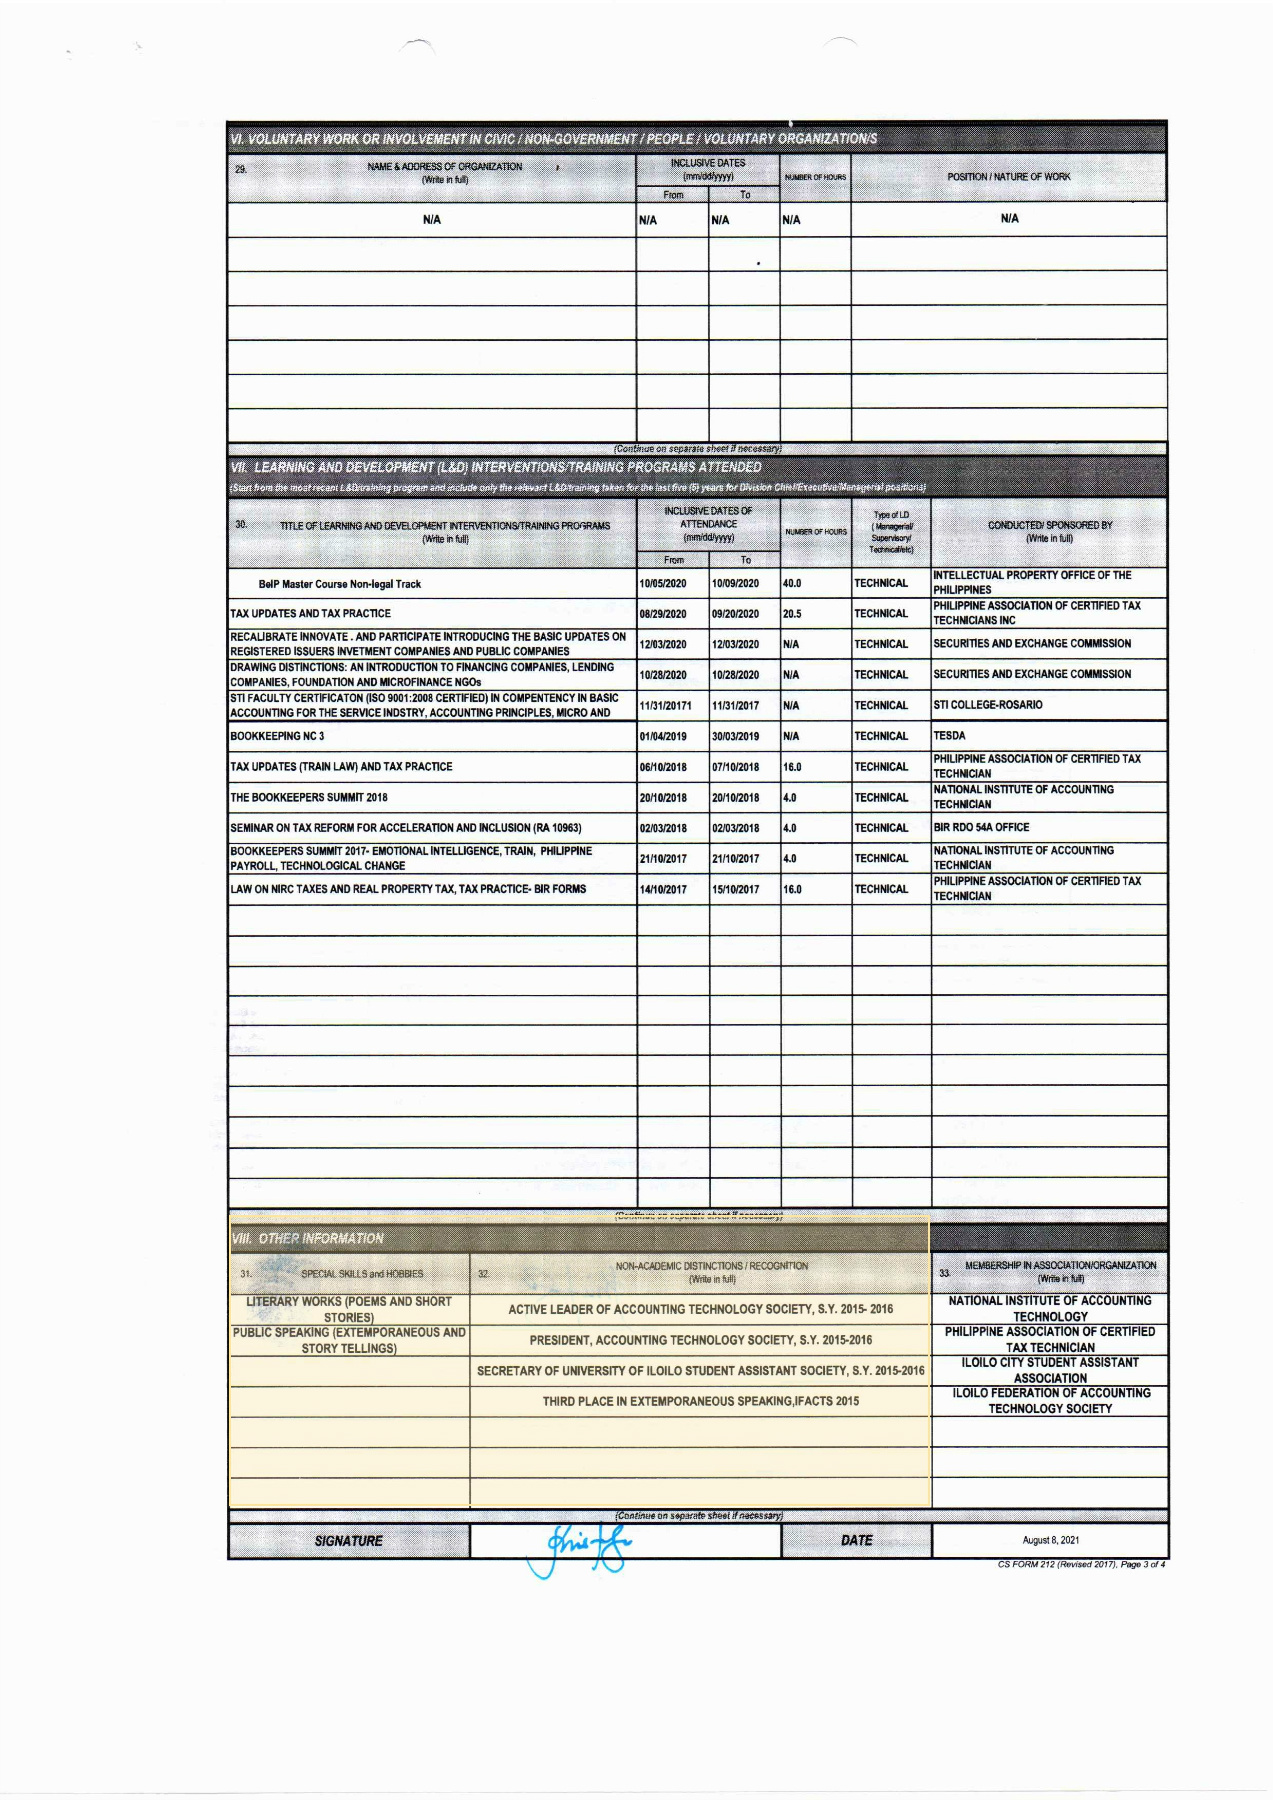 VI. VOLUNTARY WORK OR INVOLVEMENT IN CIVIC / NON-GOVERNMENT / PEOPLE / VOLUNTARY ORGANIZATION/S
29. NAME & ADDRESS OF ORGANIZATION
(Write in full)
INCLUSIVE DATES
(mm/dd/yyyy)
From To
NUMBER OF HOURS
POSITION / NATURE OF WORK
N/A N/A N/A N/A N/A
(Continue on separate sheet if necessary)
VII. LEARNING AND DEVELOPMENT (L&D) INTERVENTIONS/TRAINING PROGRAMS ATTENDED
(Start from the most recent L&D/training program and include only the relevant L&D/training taken for the last five (5) years for Division Chief/Executive/Managerial positions)
30. TITLE OF LEARNING AND DEVELOPMENT INTERVENTIONS/TRAINING PROGRAMS
(Write in full)
INCLUSIVE DATES OF
ATTENDANCE
(mm/dd/yyyy)
From To
NUMBER OF HOURS
Type of LD
( Managerial/
Supervisory/
Technical/etc)
CONDUCTED/ SPONSORED BY
(Write in full)
BeIP Master Course Non-legal Track 10/05/2020 10/09/2020 40.0 TECHNICAL INTELLECTUAL PROPERTY OFFICE OF THE
PHILIPPINES
TAX UPDATES AND TAX PRACTICE 08/29/2020 09/20/2020 20.5 TECHNICAL PHILIPPINE ASSOCIATION OF CERTIFIED TAX
TECHNICIANS INC
RECALIBRATE INNOVATE . AND PARTICIPATE INTRODUCING THE BASIC UPDATES ON
REGISTERED ISSUERS INVETMENT COMPANIES AND PUBLIC COMPANIES
12/03/2020 12/03/2020 N/A TECHNICAL SECURITIES AND EXCHANGE COMMISSION
DRAWING DISTINCTIONS: AN INTRODUCTION TO FINANCING COMPANIES, LENDING
COMPANIES, FOUNDATION AND MICROFINANCE NGOs
10/28/2020 10/28/2020 N/A TECHNICAL SECURITIES AND EXCHANGE COMMISSION
STI FACULTY CERTIFICATON (ISO 9001:2008 CERTIFIED) IN COMPENTENCY IN BASIC
ACCOUNTING FOR THE SERVICE INDSTRY, ACCOUNTING PRINCIPLES, MICRO AND
11/31/20171 11/31/2017 N/A TECHNICAL STI COLLEGE-ROSARIO
BOOKKEEPING NC 3 01/04/2019 30/03/2019 N/A TECHNICAL TESDA
TAX UPDATES (TRAIN LAW) AND TAX PRACTICE 06/10/2018 07/10/2018 16.0 TECHNICAL PHILIPPINE ASSOCIATION OF CERTIFIED TAX
TECHNICIAN
THE BOOKKEEPERS SUMMIT 2018 20/10/2018 20/10/2018 4.0 TECHNICAL NATIONAL INSTITUTE OF ACCOUNTING
TECHNICIAN
SEMINAR ON TAX REFORM FOR ACCELERATION AND INCLUSION (RA 10963) 02/03/2018 02/03/2018 4.0 TECHNICAL BIR RDO 54A OFFICE
BOOKKEEPERS SUMMIT 2017- EMOTIONAL INTELLIGENCE, TRAIN, PHILIPPINE
PAYROLL, TECHNOLOGICAL CHANGE
21/10/2017 21/10/2017 4.0 TECHNICAL NATIONAL INSTITUTE OF ACCOUNTING
TECHNICIAN
LAW ON NIRC TAXES AND REAL PROPERTY TAX, TAX PRACTICE- BIR FORMS 14/10/2017 15/10/2017 16.0 TECHNICAL PHILIPPINE ASSOCIATION OF CERTIFIED TAX
TECHNICIAN
(Continue on separate sheet if necessary)
VIII. OTHER INFORMATION
31. SPECIAL SKILLS and HOBBIES
32. NON-ACADEMIC DISTINCTIONS / RECOGNITION
(Write in full)
33. MEMBERSHIP IN ASSOCIATION/ORGANIZATION
(Write in full)
LITERARY WORKS (POEMS AND SHORT
STORIES)
ACTIVE LEADER OF ACCOUNTING TECHNOLOGY SOCIETY, S.Y. 2015- 2016
NATIONAL INSTITUTE OF ACCOUNTING
TECHNOLOGY
PUBLIC SPEAKING (EXTEMPORANEOUS AND
STORY TELLINGS)
PRESIDENT, ACCOUNTING TECHNOLOGY SOCIETY, S.Y. 2015-2016
PHILIPPINE ASSOCIATION OF CERTIFIED
TAX TECHNICIAN
SECRETARY OF UNIVERSITY OF ILOILO STUDENT ASSISTANT SOCIETY, S.Y. 2015-2016
ILOILO CITY STUDENT ASSISTANT
ASSOCIATION
THIRD PLACE IN EXTEMPORANEOUS SPEAKING,IFACTS 2015
ILOILO FEDERATION OF ACCOUNTING
TECHNOLOGY SOCIETY
(Continue on separate sheet if necessary)
SIGNATURE DATE August 8, 2021
CS FORM 212 (Revised 2017), Page 3 of 4